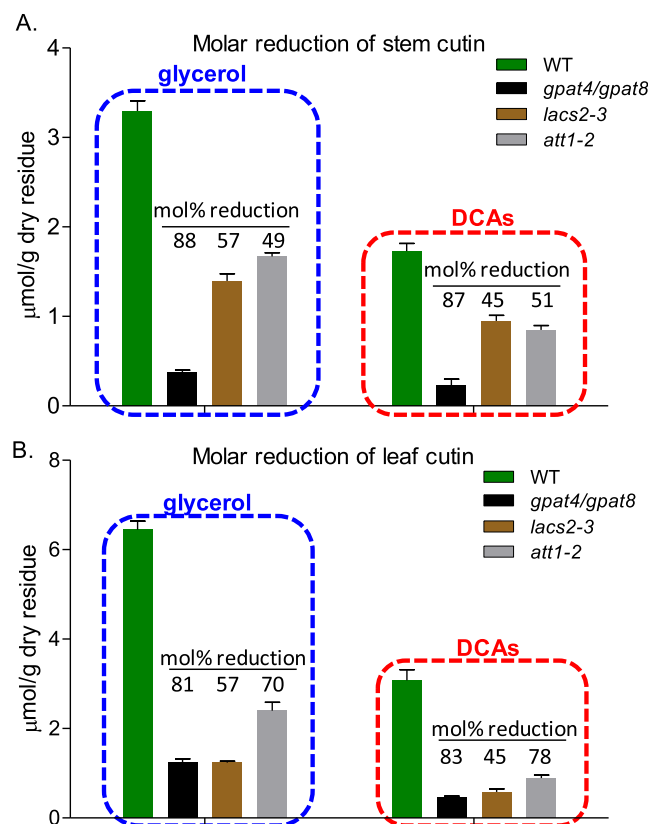 A.
Molar reduction of stem cutin
glycerol
WT
gpat4/gpat8
lacs2-3
att1-2
4
3
2
1
0
μmol/g dry residue
mol% reduction
88 57 49
DCAs
mol% reduction
87 45 51
B.
Molar reduction of leaf cutin
glycerol
WT
gpat4/gpat8
lacs2-3
att1-2
8
6
4
2
0
μmol/g dry residue
mol% reduction
81 57 70
DCAs
mol% reduction
83 45 78